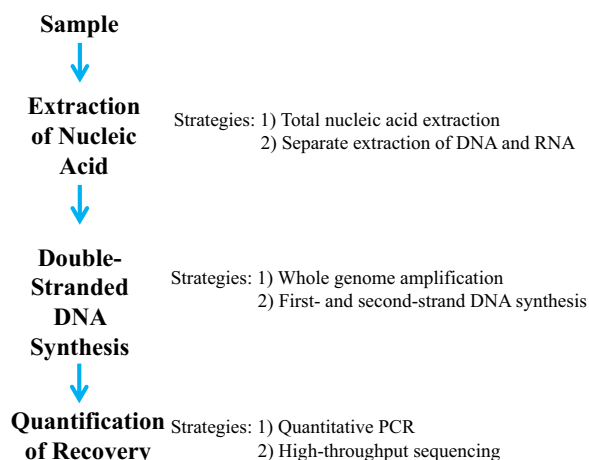 Sample
Extraction
of Nucleic
Acid
Strategies: 1) Total nucleic acid extraction
2) Separate extraction of DNA and RNA
Double-
Stranded
DNA
Synthesis
Strategies: 1) Whole genome amplification
2) First- and second-strand DNA synthesis
Quantification
of Recovery
Strategies: 1) Quantitative PCR
2) High-throughput sequencing